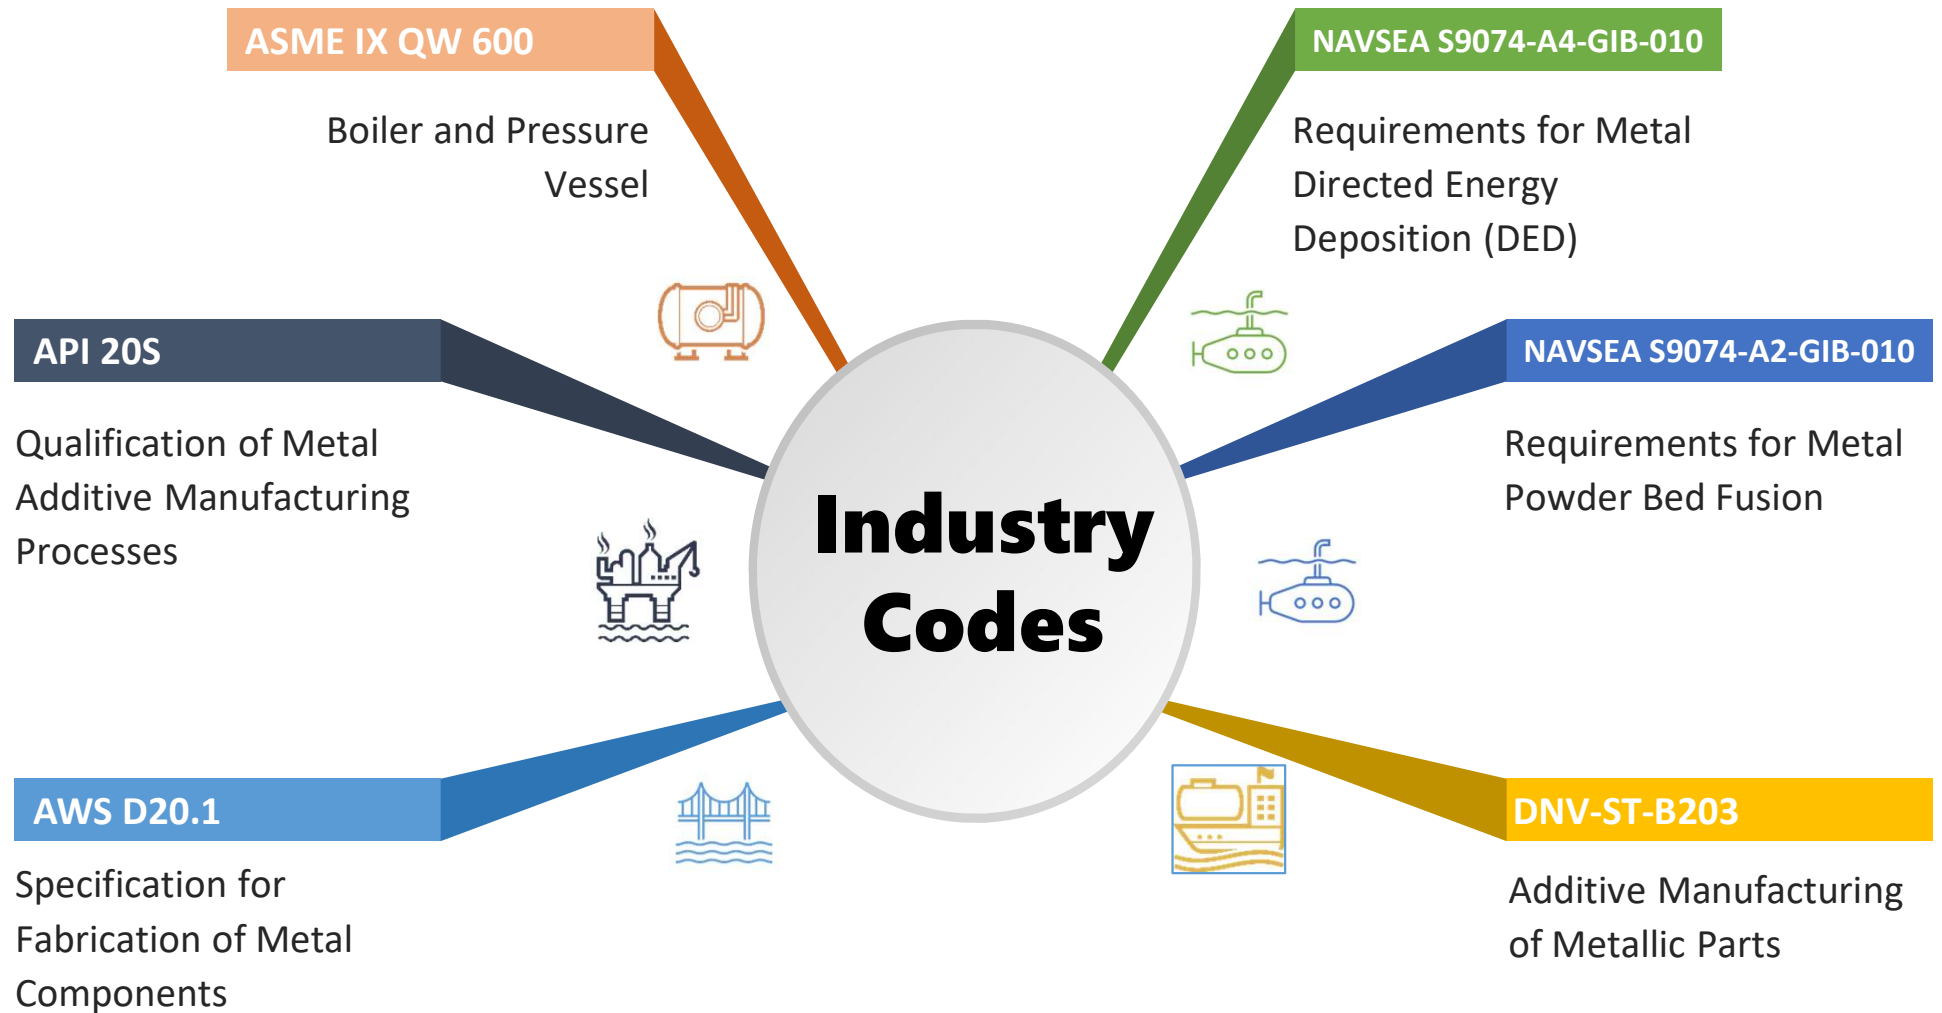 ASME IX QW 600
Boiler and Pressure
Vessel
API 20S
Qualification of Metal
Additive Manufacturing
Processes
AWS D20.1
Specification for
Fabrication of Metal
Components
Industry
Codes
NAVSEA S9074-A4-GIB-010
Requirements for Metal
Directed Energy
Deposition (DED)
NAVSEA S9074-A2-GIB-010
Requirements for Metal
Powder Bed Fusion
DNV-ST-B203
Additive Manufacturing
of Metallic Parts